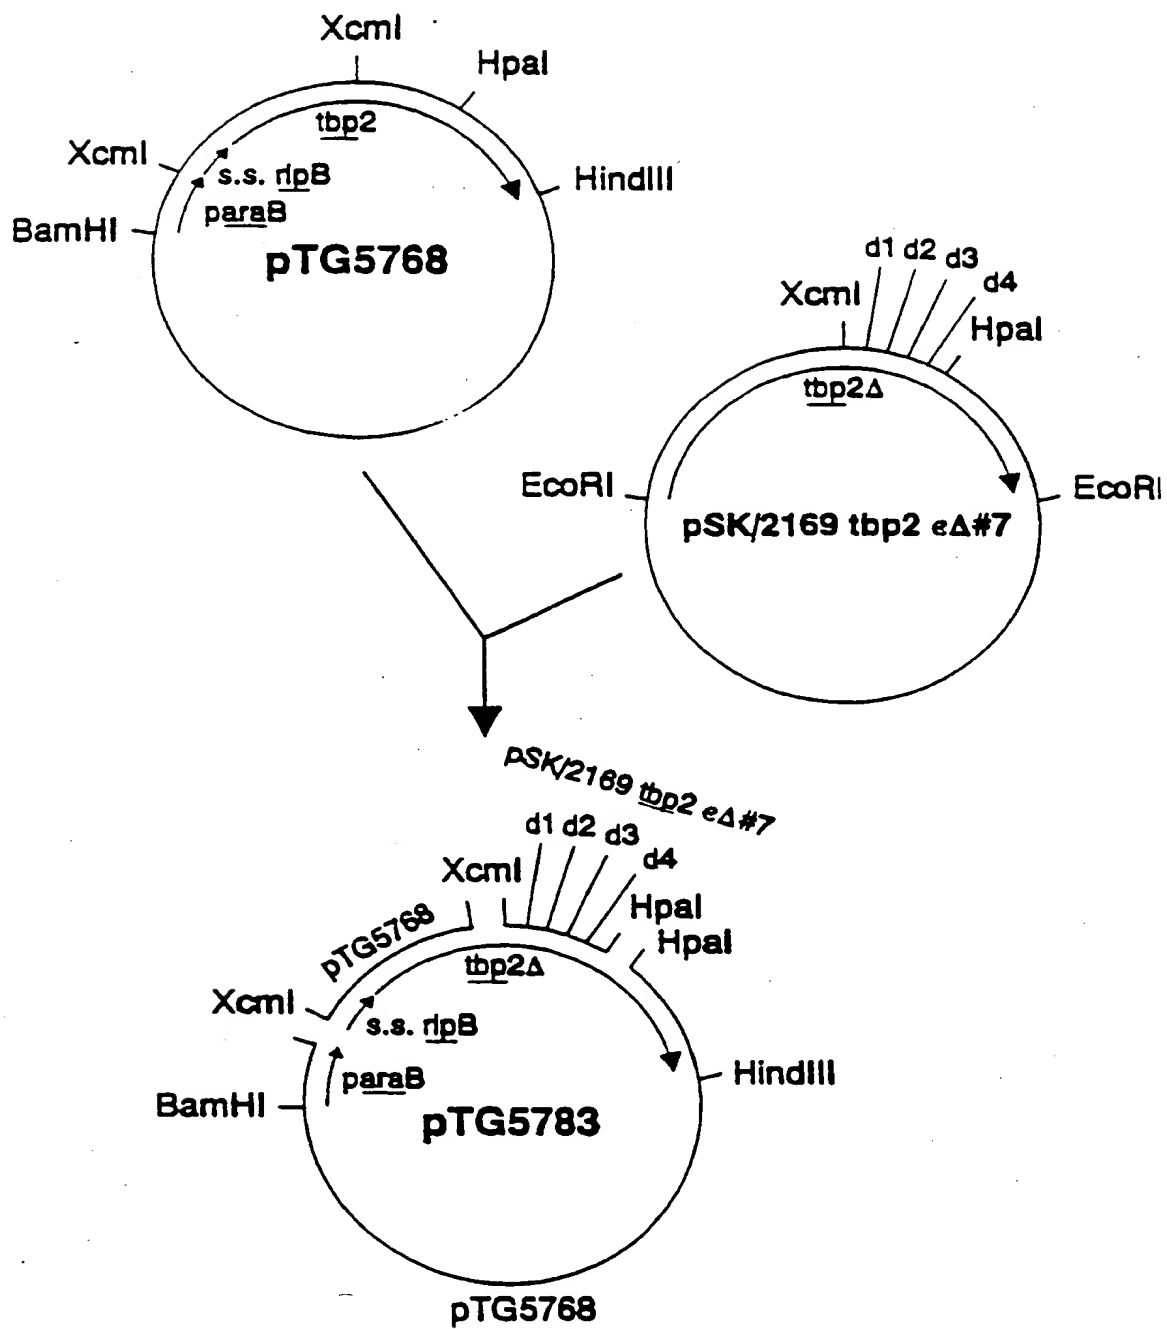 XcmI
HpaI
tbp2
XcmI
s.s. rlpB
HindIII
paraB
BamHI
pTG5768
d1 d2 d3
d4
XcmI
HpaI
tbp2Δ
EcoRI
EcoRI
pSK/2169 tbp2 eΔ#7
pSK/2169 tbp2 eΔ#7
d1 d2 d3
d4
XcmI
HpaI
HpaI
pTG5768
tbp2Δ
XcmI
s.s. rlpB
HindIII
paraB
BamHI
pTG5783
pTG5768